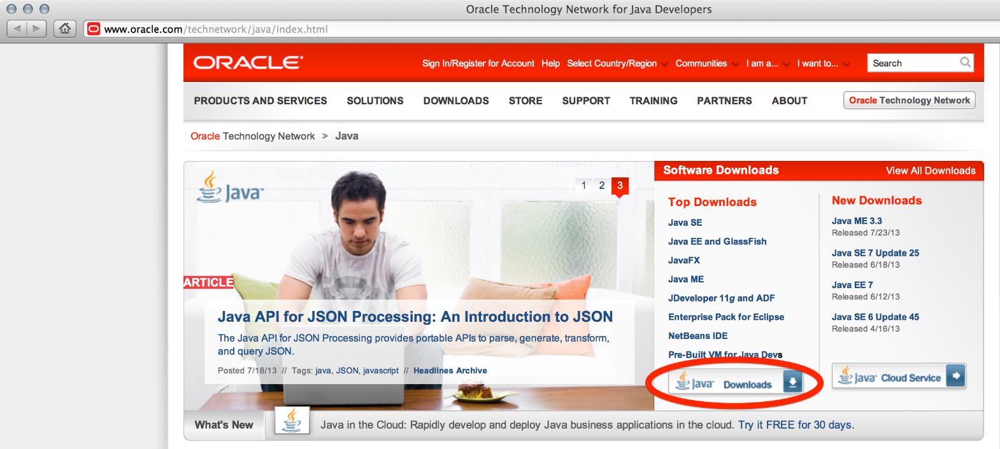 Oracle Technology Network for Java Developers
www.oracle.com/technetwork/java/index.html
ORACLE
Sign In/Register for Account Help Select Country/Region Communities I am a... I want to... Search
PRODUCTS AND SERVICES SOLUTIONS DOWNLOADS STORE SUPPORT TRAINING PARTNERS ABOUT Oracle Technology Network
Oracle Technology Network > Java
Java™
1 2 3
ARTICLE
Java API for JSON Processing: An Introduction to JSON
The Java API for JSON Processing provides portable APIs to parse, generate, transform,
and query JSON.
Posted 7/18/13 // Tags: java, JSON, javascript // Headlines Archive
Software Downloads View All Downloads
Top Downloads
Java SE
Java EE and GlassFish
JavaFX
Java ME
JDeveloper 11g and ADF
Enterprise Pack for Eclipse
NetBeans IDE
Pre-Built VM for Java Devs
Java™ Downloads
New Downloads
Java ME 3.3
Released 7/23/13
Java SE 7 Update 25
Released 6/18/13
Java EE 7
Released 6/12/13
Java SE 6 Update 45
Released 4/16/13
Java™ Cloud Service
What's New Java in the Cloud: Rapidly develop and deploy Java business applications in the cloud. Try it FREE for 30 days.